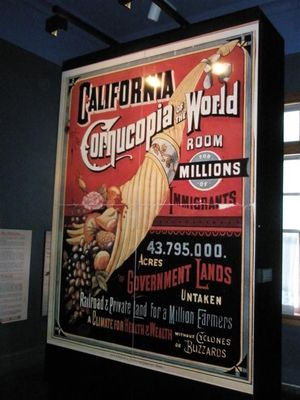 CALIFORNIA
Cornucopia OF THE World
ROOM
FOR
MILLIONS
OF
IMMIGRANTS
43.795.000.
ACRES
OF GOVERNMENT LANDS
UNTAKEN
Railroad & Private Land for a Million Farmers
A CLIMATE FOR HEALTH & WEALTH WITHOUT CYCLONES
OR BLIZZARDS